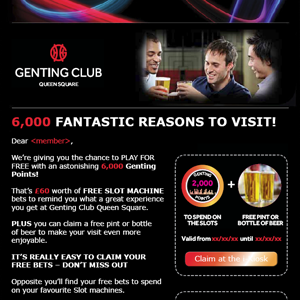 GENTING CLUB
QUEEN SQUARE
6,000 FANTASTIC REASONS TO VISIT!
Dear <member>,
We're giving you the chance to PLAY FOR
FREE with an astonishing 6,000 Genting
Points!
That's £60 worth of FREE SLOT MACHINE
bets to remind you what a great experience
you get at Genting Club Queen Square.
PLUS you can claim a free pint or bottle
of beer to make your visit even more
enjoyable.
IT'S REALLY EASY TO CLAIM YOUR
FREE BETS – DON'T MISS OUT
Opposite you'll find your free bets to spend
on your favourite Slot machines.
GENTING
2,000
POINTS
+
TO SPEND ON
THE SLOTS
FREE PINT OR
BOTTLE OF BEER
Valid from xx/xx/xx until xx/xx/xx
Claim at the